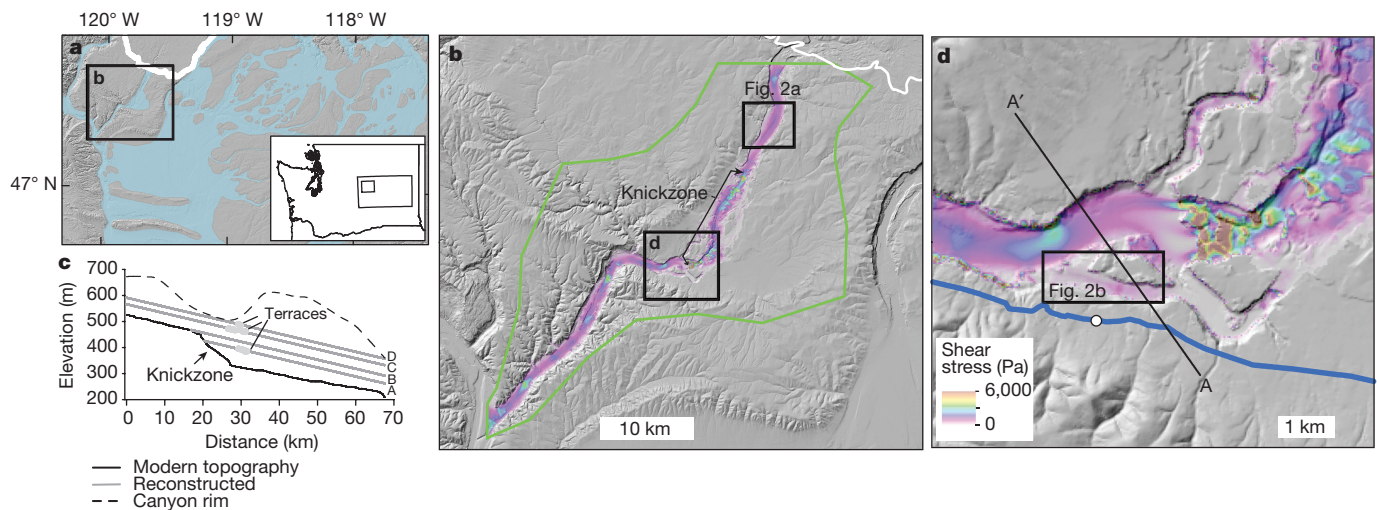 120° W
119° W
118° W
a
b
47° N
b
Fig. 2a
Knickzone
d
10 km
d
A′
Fig. 2b
A
Shear
stress (Pa)
6,000
0
1 km
c
700
600
500
400
300
200
Elevation (m)
Terraces
Knickzone
D
C
B
A
0
10
20
30
40
50
60
70
Distance (km)
Modern topography
Reconstructed
Canyon rim